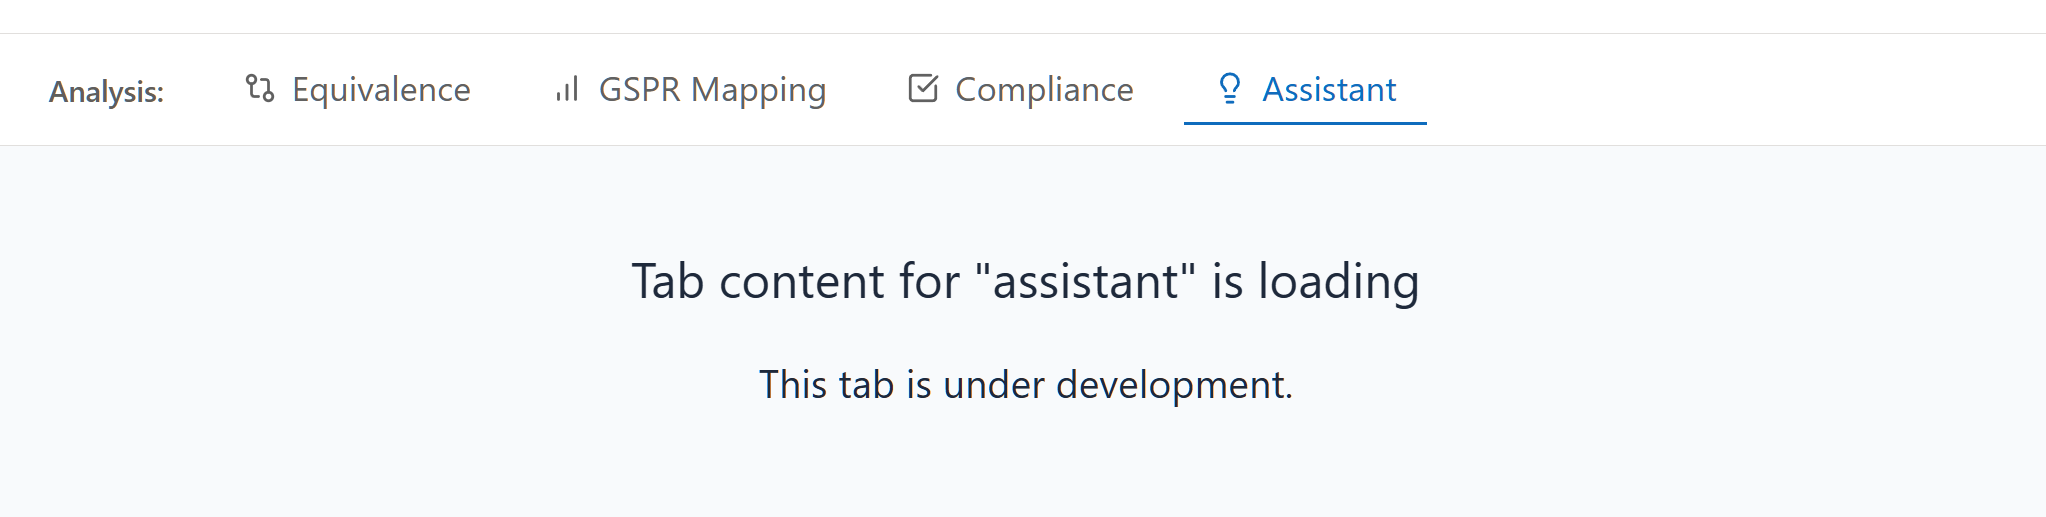 Analysis: Equivalence GSPR Mapping Compliance Assistant
Tab content for "assistant" is loading
This tab is under development.